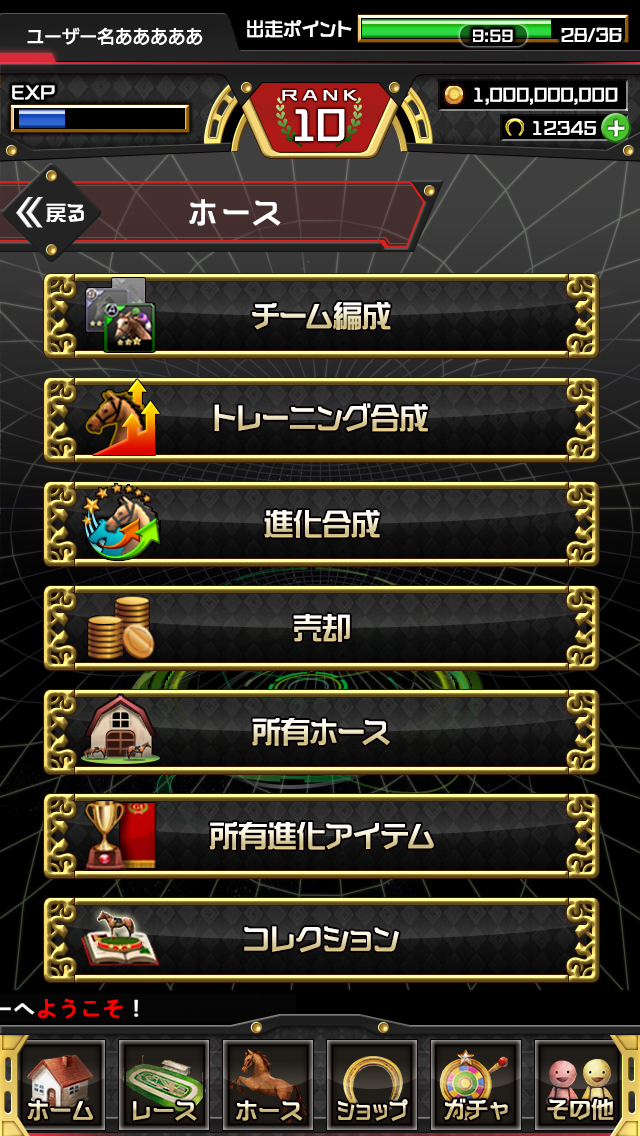 ユーザー名あああああ
出走ポイント
9:59
28/36
EXP
RANK
10
1,000,000,000
12345
戻る
ホース
チーム編成
トレーニング合成
進化合成
売却
所有ホース
所有進化アイテム
コレクション
ーへようこそ！
ホーム
レース
ホース
ショップ
ガチャ
その他